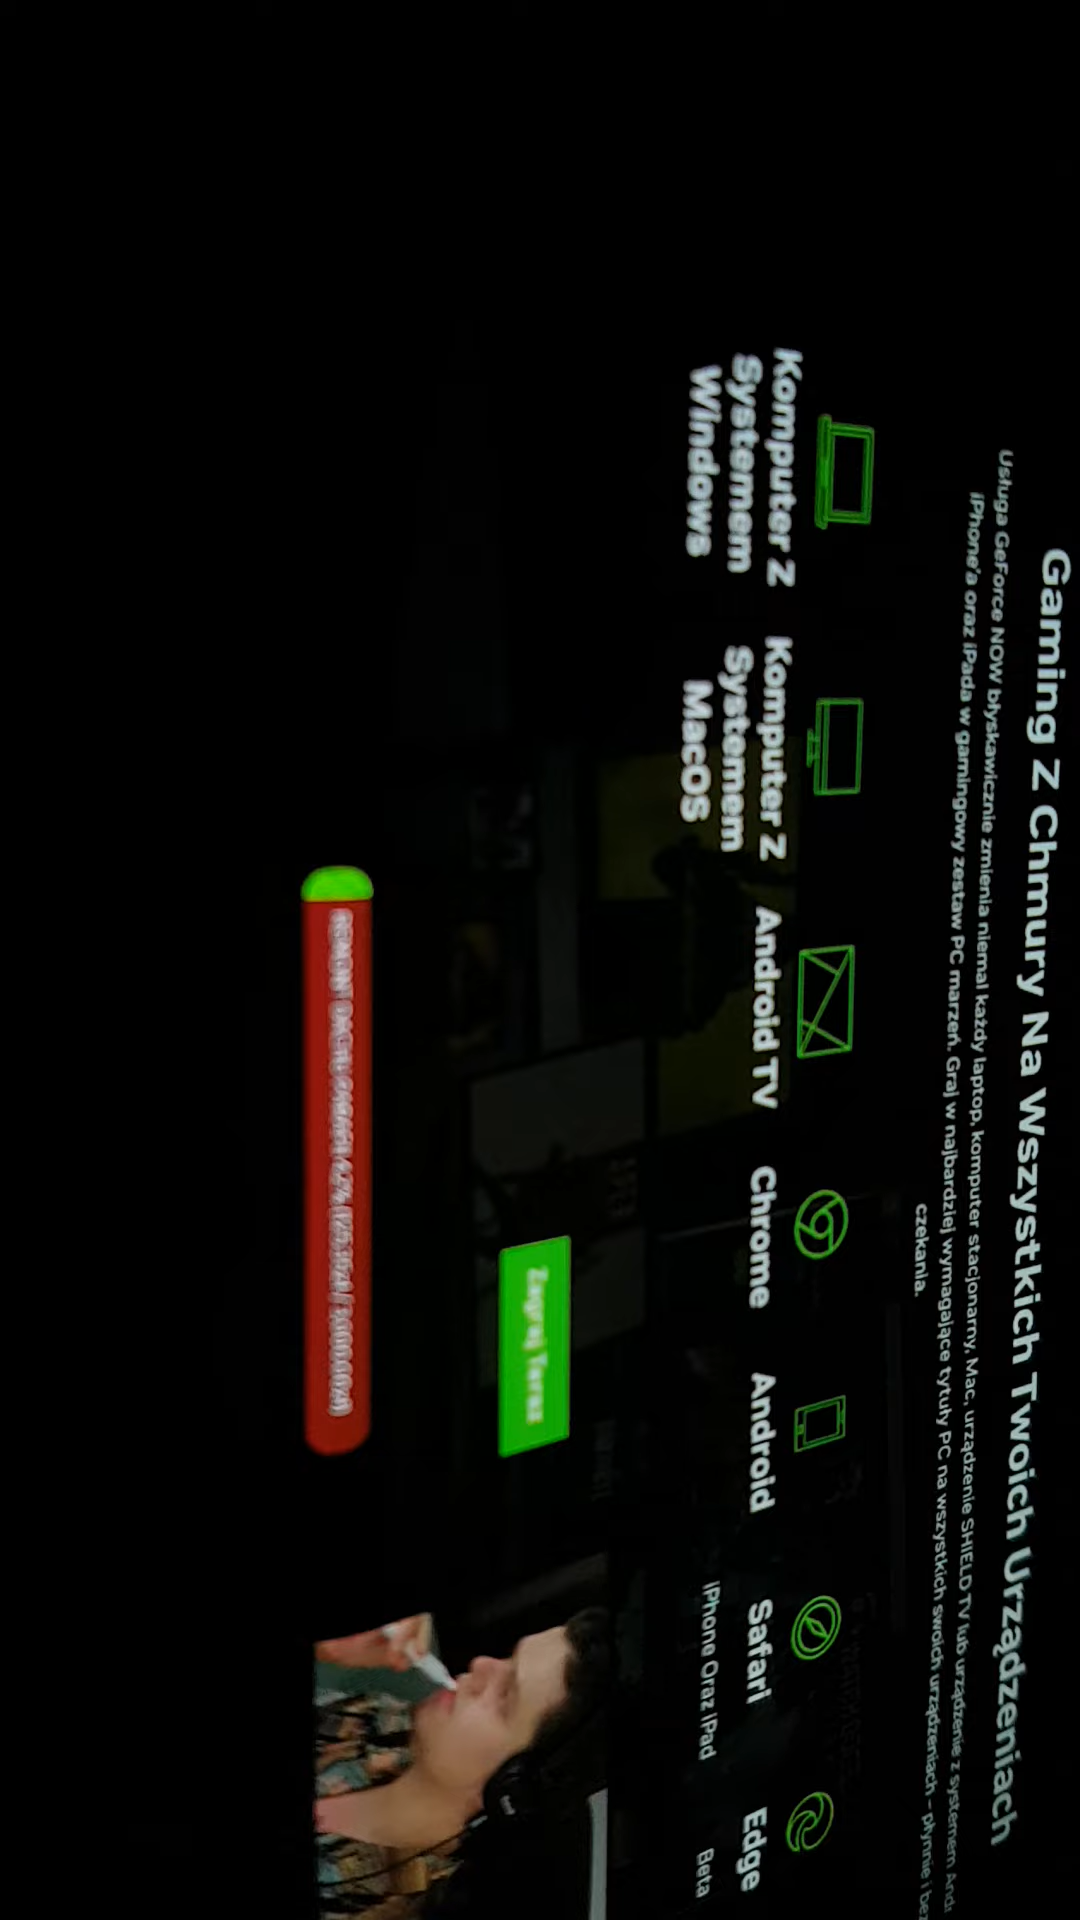 Gaming Z Chmury Na Wszystkich Twoich Urządzeniach
Usługa GeForce NOW błyskawicznie zmienia niemal każdy laptop, komputer stacjonarny, Mac, urządzenie SHIELD TV lub urządzenie z systemem
iPhone'a oraz iPada w gamingowy zestaw PC marzeń. Graj w najbardziej wymagające tytuły PC na wszystkich swoich urządzeniach – płynnie i bez
czekania.
Komputer Z
Systemem
Windows
Komputer Z
Systemem
MacOS
Android TV
Chrome
Android
Safari
iPhone Oraz iPad
Edge
Beta
Zagraj Teraz